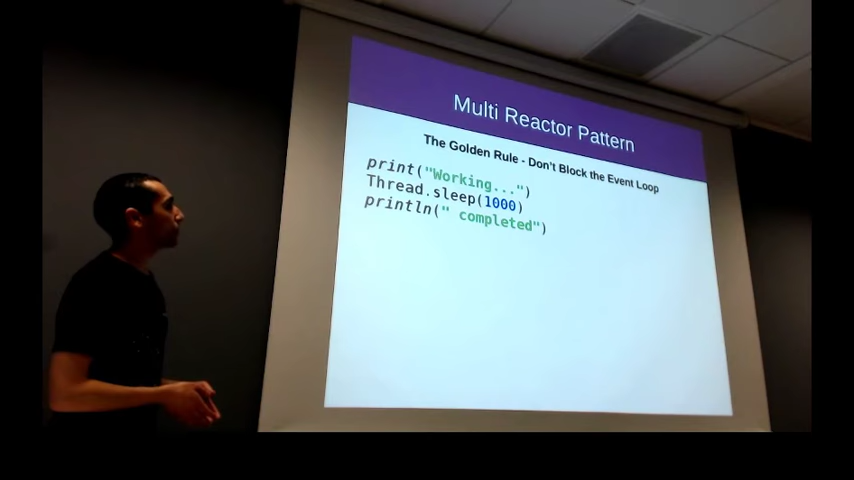 Multi Reactor Pattern
The Golden Rule - Don't Block the Event Loop
print("Working...")
Thread.sleep(1000)
println(" completed")